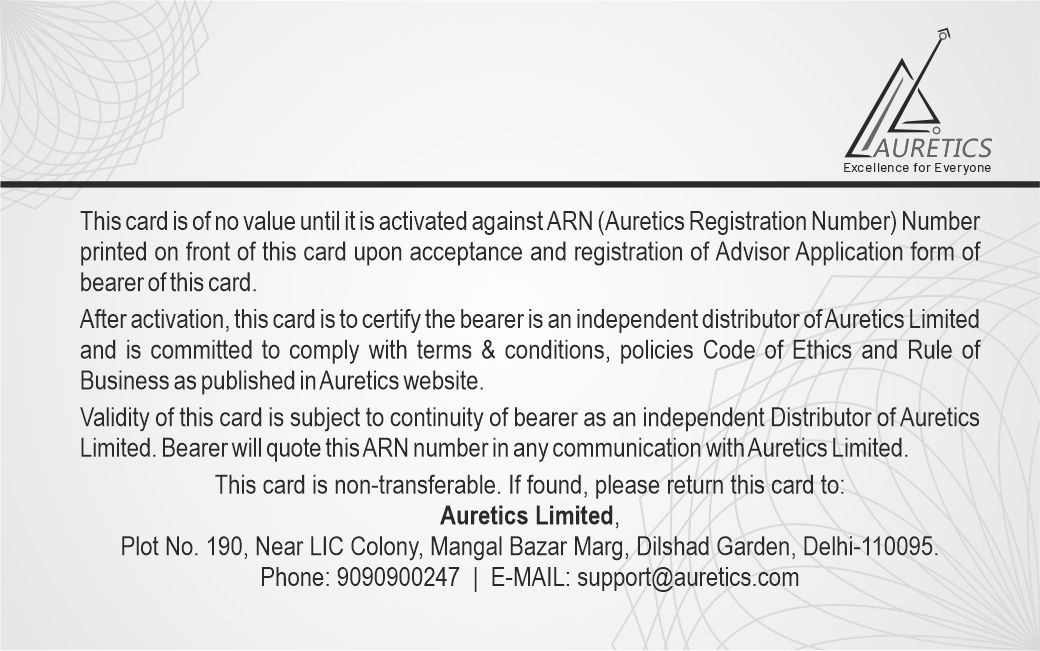 AURETICS
Excellence for Everyone
This card is of no value until it is activated against ARN (Auretics Registration Number) Number
printed on front of this card upon acceptance and registration of Advisor Application form of
bearer of this card.
After activation, this card is to certify the bearer is an independent distributor of Auretics Limited
and is committed to comply with terms & conditions, policies Code of Ethics and Rule of
Business as published in Auretics website.
Validity of this card is subject to continuity of bearer as an independent Distributor of Auretics
Limited. Bearer will quote this ARN number in any communication with Auretics Limited.
This card is non-transferable. If found, please return this card to:
Auretics Limited,
Plot No. 190, Near LIC Colony, Mangal Bazar Marg, Dilshad Garden, Delhi-110095.
Phone: 9090900247 | E-MAIL: support@auretics.com